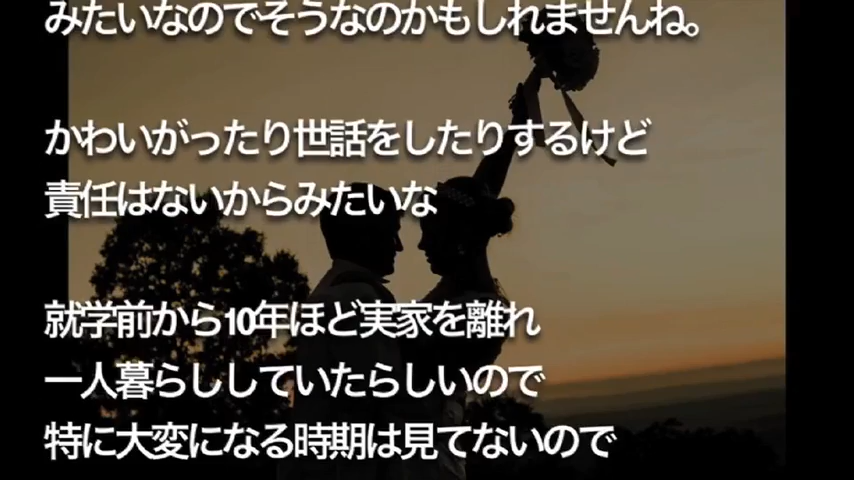 みたいなのでそうなのかもしれませんね。
かわいがったり世話をしたりするけど
責任はないからみたいな
就学前から10年ほど実家を離れ
一人暮らししていたらしいので
特に大変になる時期は見てないので